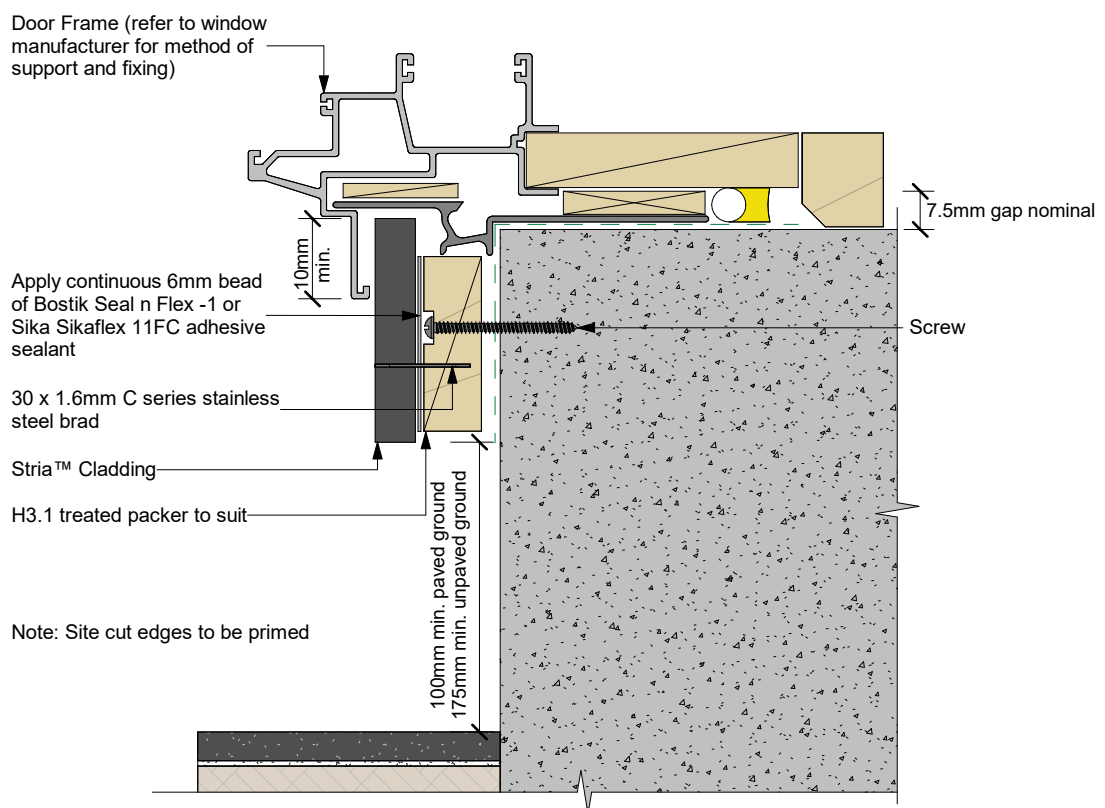 Door Frame (refer to window
manufacturer for method of
support and fixing)
7.5mm gap nominal
10mm
min.
Apply continuous 6mm bead
of Bostik Seal n Flex -1 or
Sika Sikaflex 11FC adhesive
sealant
Screw
30 x 1.6mm C series stainless
steel brad
Stria™ Cladding
H3.1 treated packer to suit
100mm min. paved ground
175mm min. unpaved ground
Note: Site cut edges to be primed